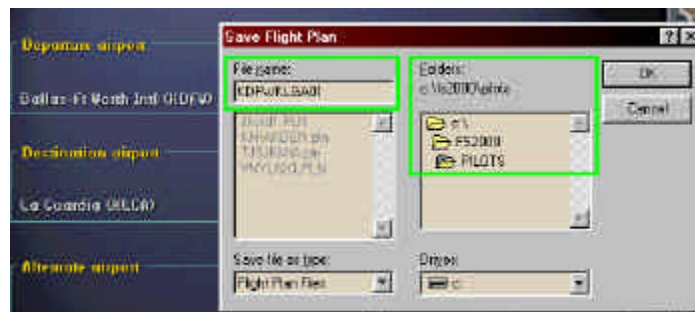 Departure airport
Dallas-Ft Worth Intl (KDFW)
Destination airport
La Guardia (KLGA)
Alternate airport
Save Flight Plan
File name:
KDFWKLGA01
Save file as type:
Flight Plan Files
Folders:
c:\fs2000\pilots
c:\
FS2000
PILOTS
Drives:
c:
OK
Cancel